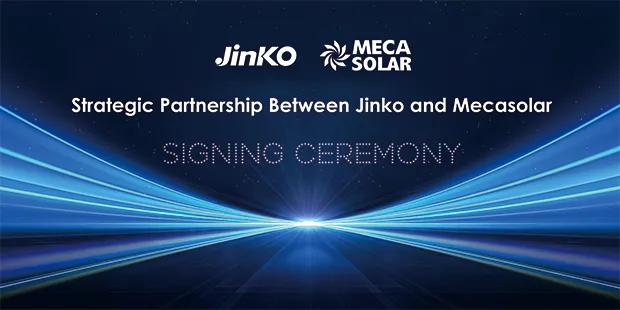 JinKO
MECA
SOLAR
Strategic Partnership Between Jinko and Mecasolar
SIGNING CEREMONY